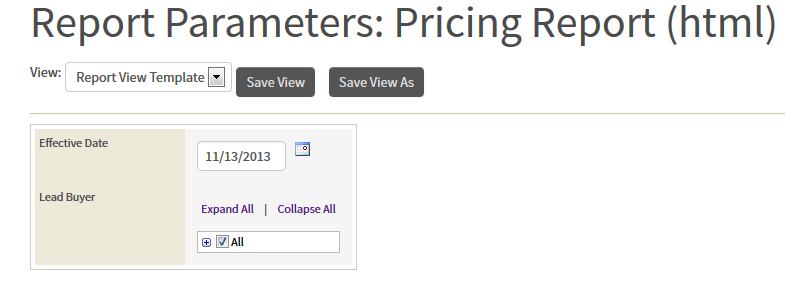 Report Parameters: Pricing Report (html)
View: Report View Template Save View Save View As
Effective Date 11/13/2013
Lead Buyer
Expand All | Collapse All
All